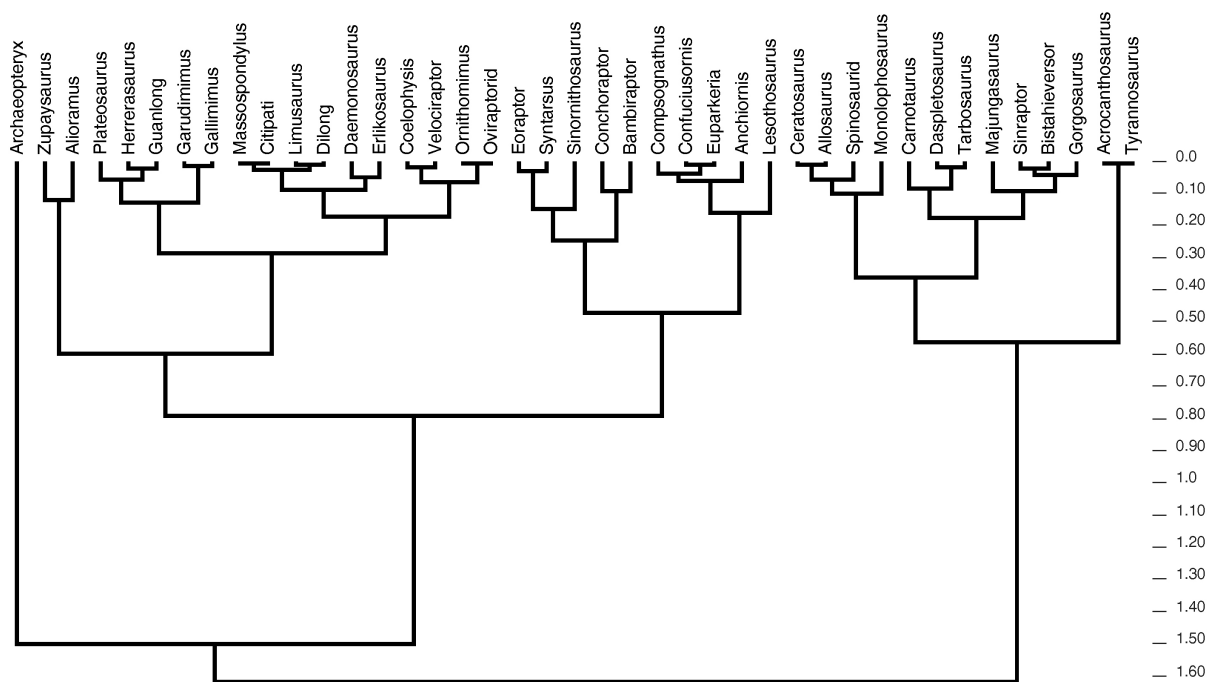 Archaeopteryx
Zupaysaurus
Alioramus
Plateosaurus
Herrerasaurus
Guanlong
Garudimimus
Gallimimus
Massospondylus
Citipati
Limusaurus
Dilong
Daemonosaurus
Erlikosaurus
Coelophysis
Velociraptor
Ornithomimus
Oviraptorid
Eoraptor
Syntarsus
Sinornithosaurus
Conchoraptor
Bambiraptor
Compsognathus
Confuciusornis
Euparkeria
Anchiornis
Lesothosaurus
Ceratosaurus
Allosaurus
Spinosaurid
Monolophosaurus
Carnotaurus
Daspletosaurus
Tarbosaurus
Majungasaurus
Sinraptor
Bistahieversor
Gorgosaurus
Acrocanthosaurus
Tyrannosaurus
0.0
0.10
0.20
0.30
0.40
0.50
0.60
0.70
0.80
0.90
1.0
1.10
1.20
1.30
1.40
1.50
1.60